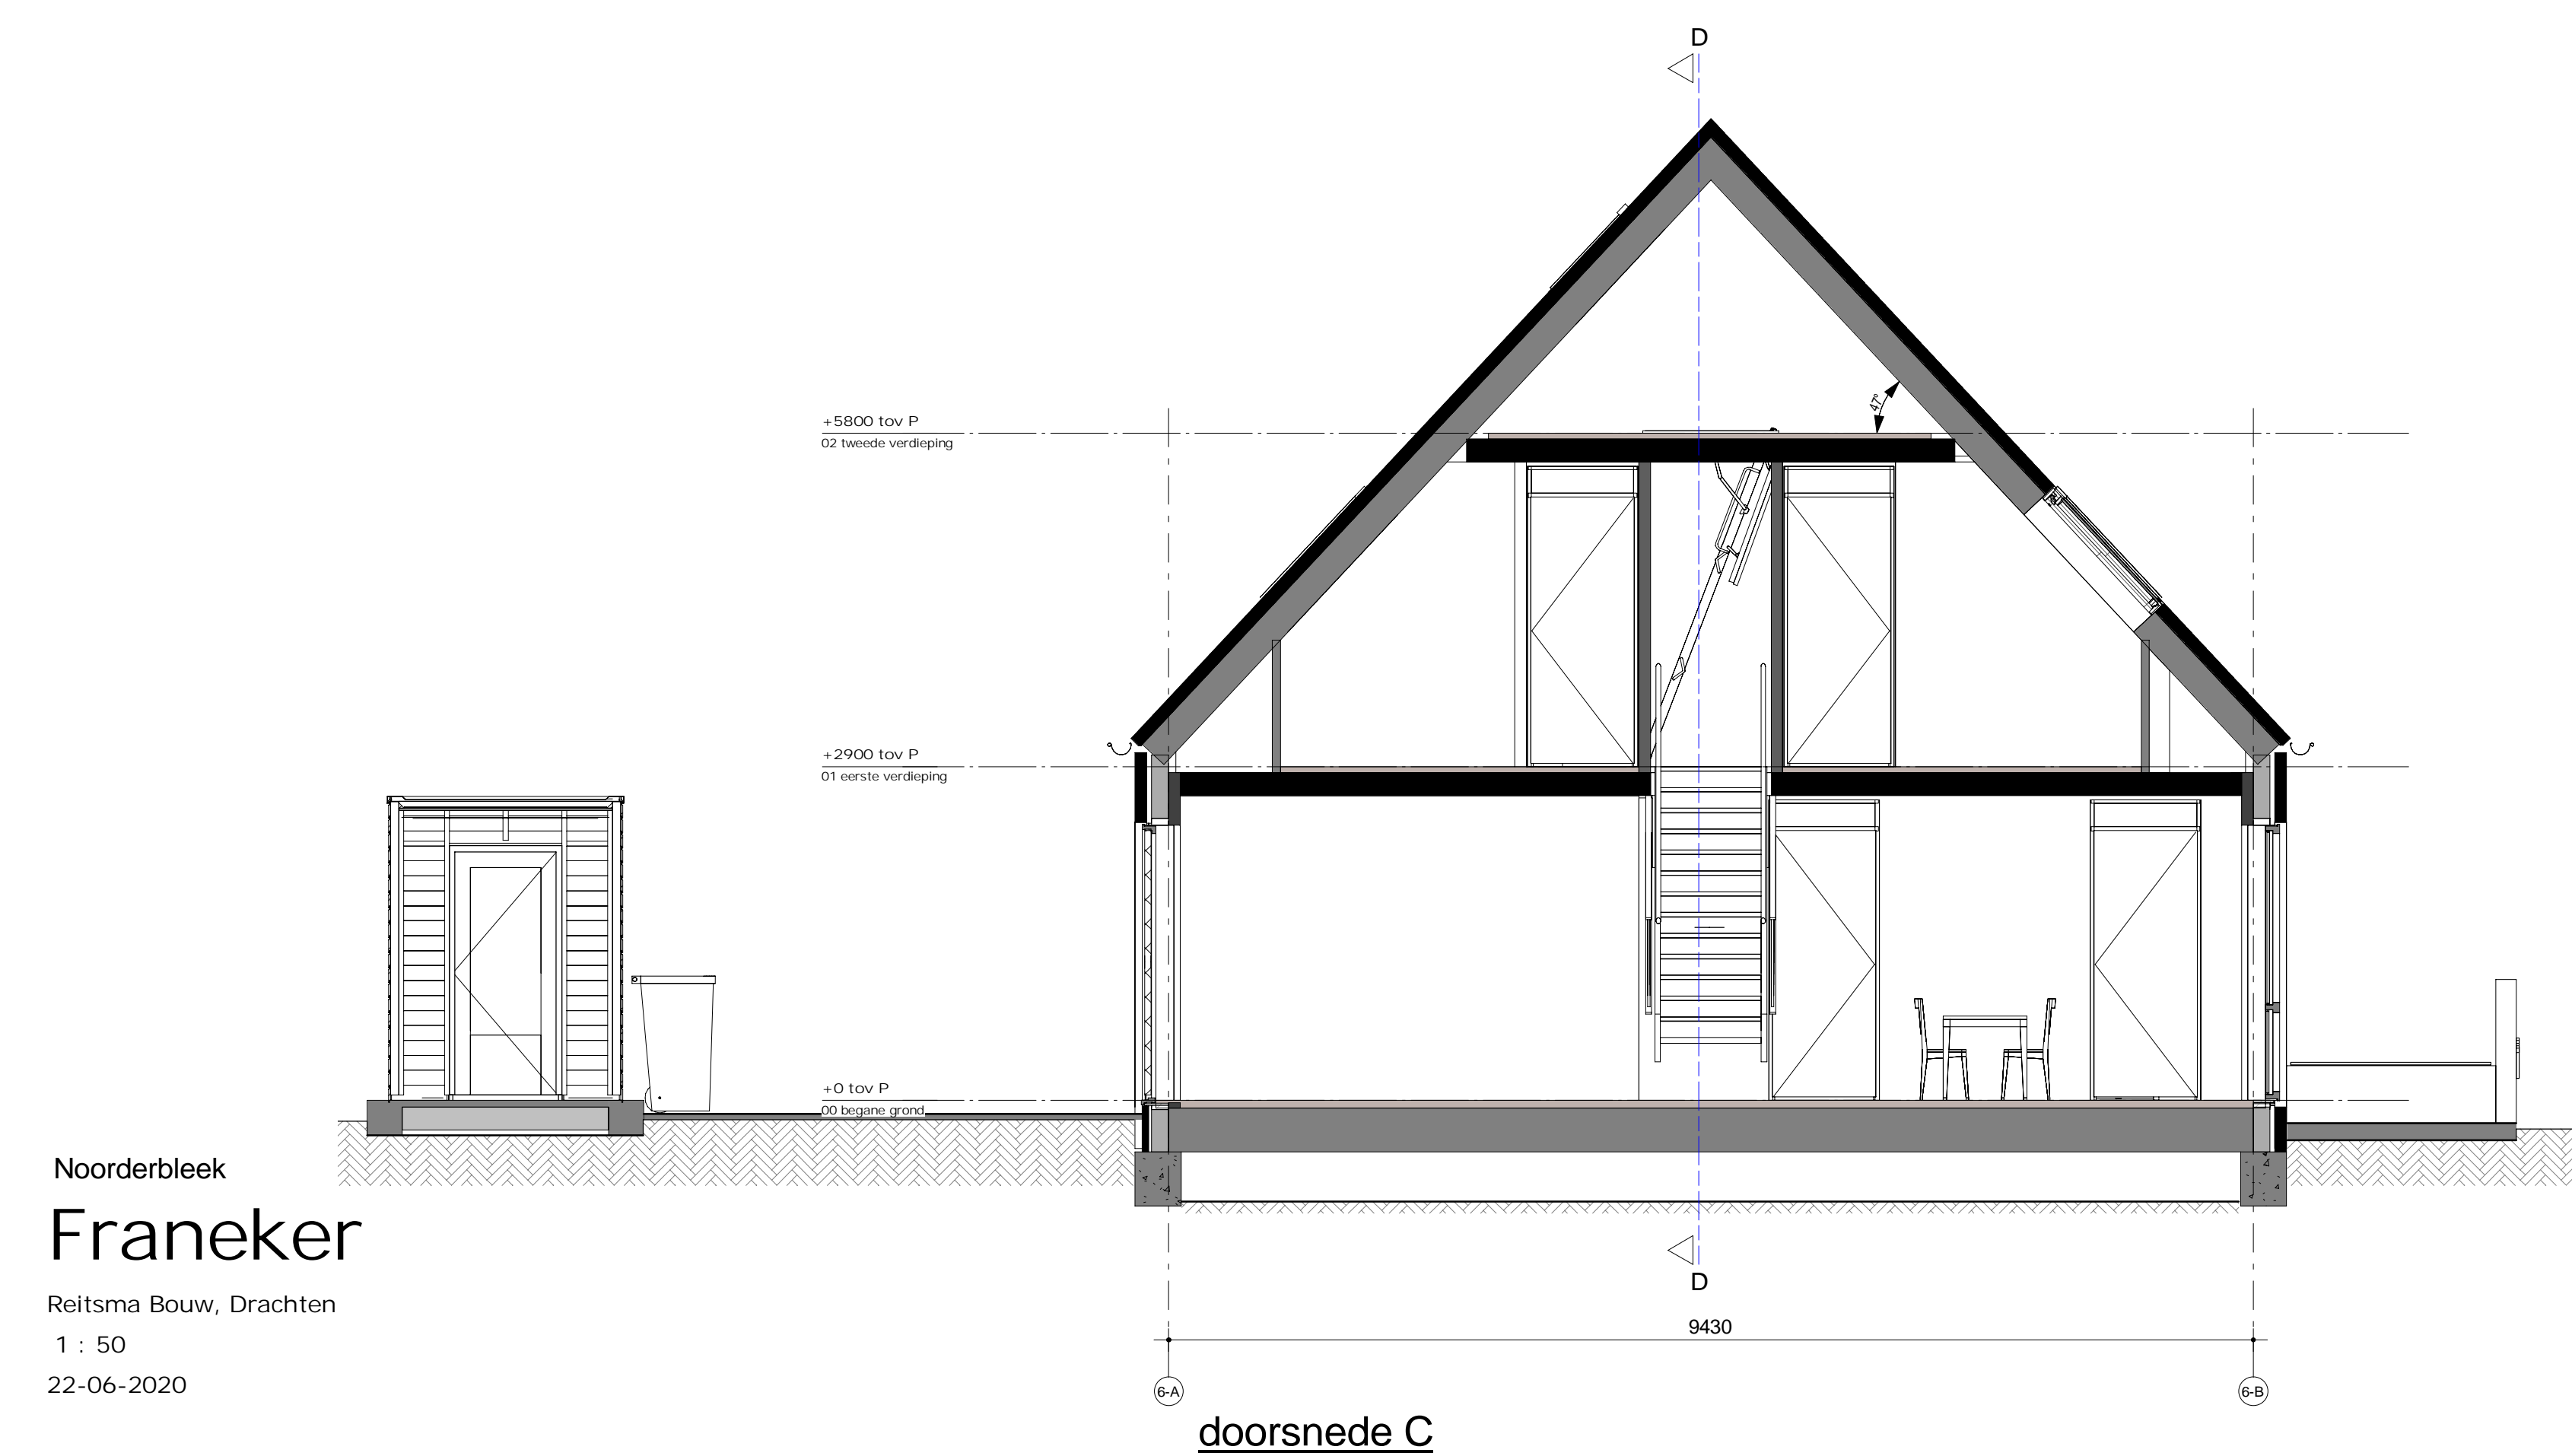 D
47°
+5800 tov P
02 tweede verdieping
+2900 tov P
01 eerste verdieping
+0 tov P
00 begane grond
Noorderbleek
Franeker
Reitsma Bouw, Drachten
1 : 50
22-06-2020
D
9430
6-A
6-B
doorsnede C